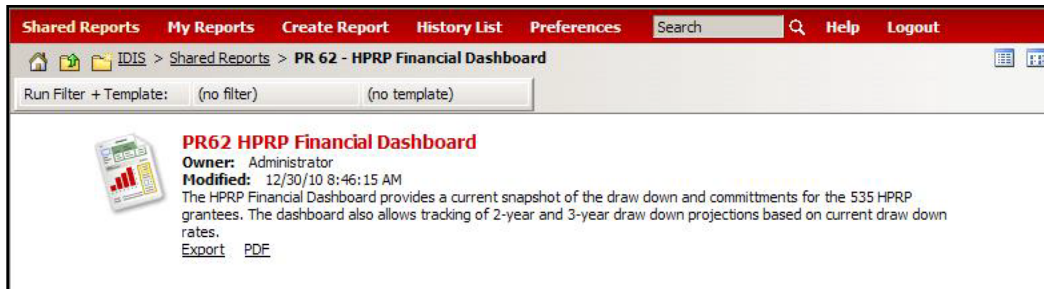 Shared Reports My Reports Create Report History List Preferences Search Help Logout
IDIS > Shared Reports > PR 62 - HPRP Financial Dashboard
Run Filter + Template: (no filter) (no template)
PR62 HPRP Financial Dashboard
Owner: Administrator
Modified: 12/30/10 8:46:15 AM
The HPRP Financial Dashboard provides a current snapshot of the draw down and committments for the 535 HPRP
grantees. The dashboard also allows tracking of 2-year and 3-year draw down projections based on current draw down
rates.
Export PDF